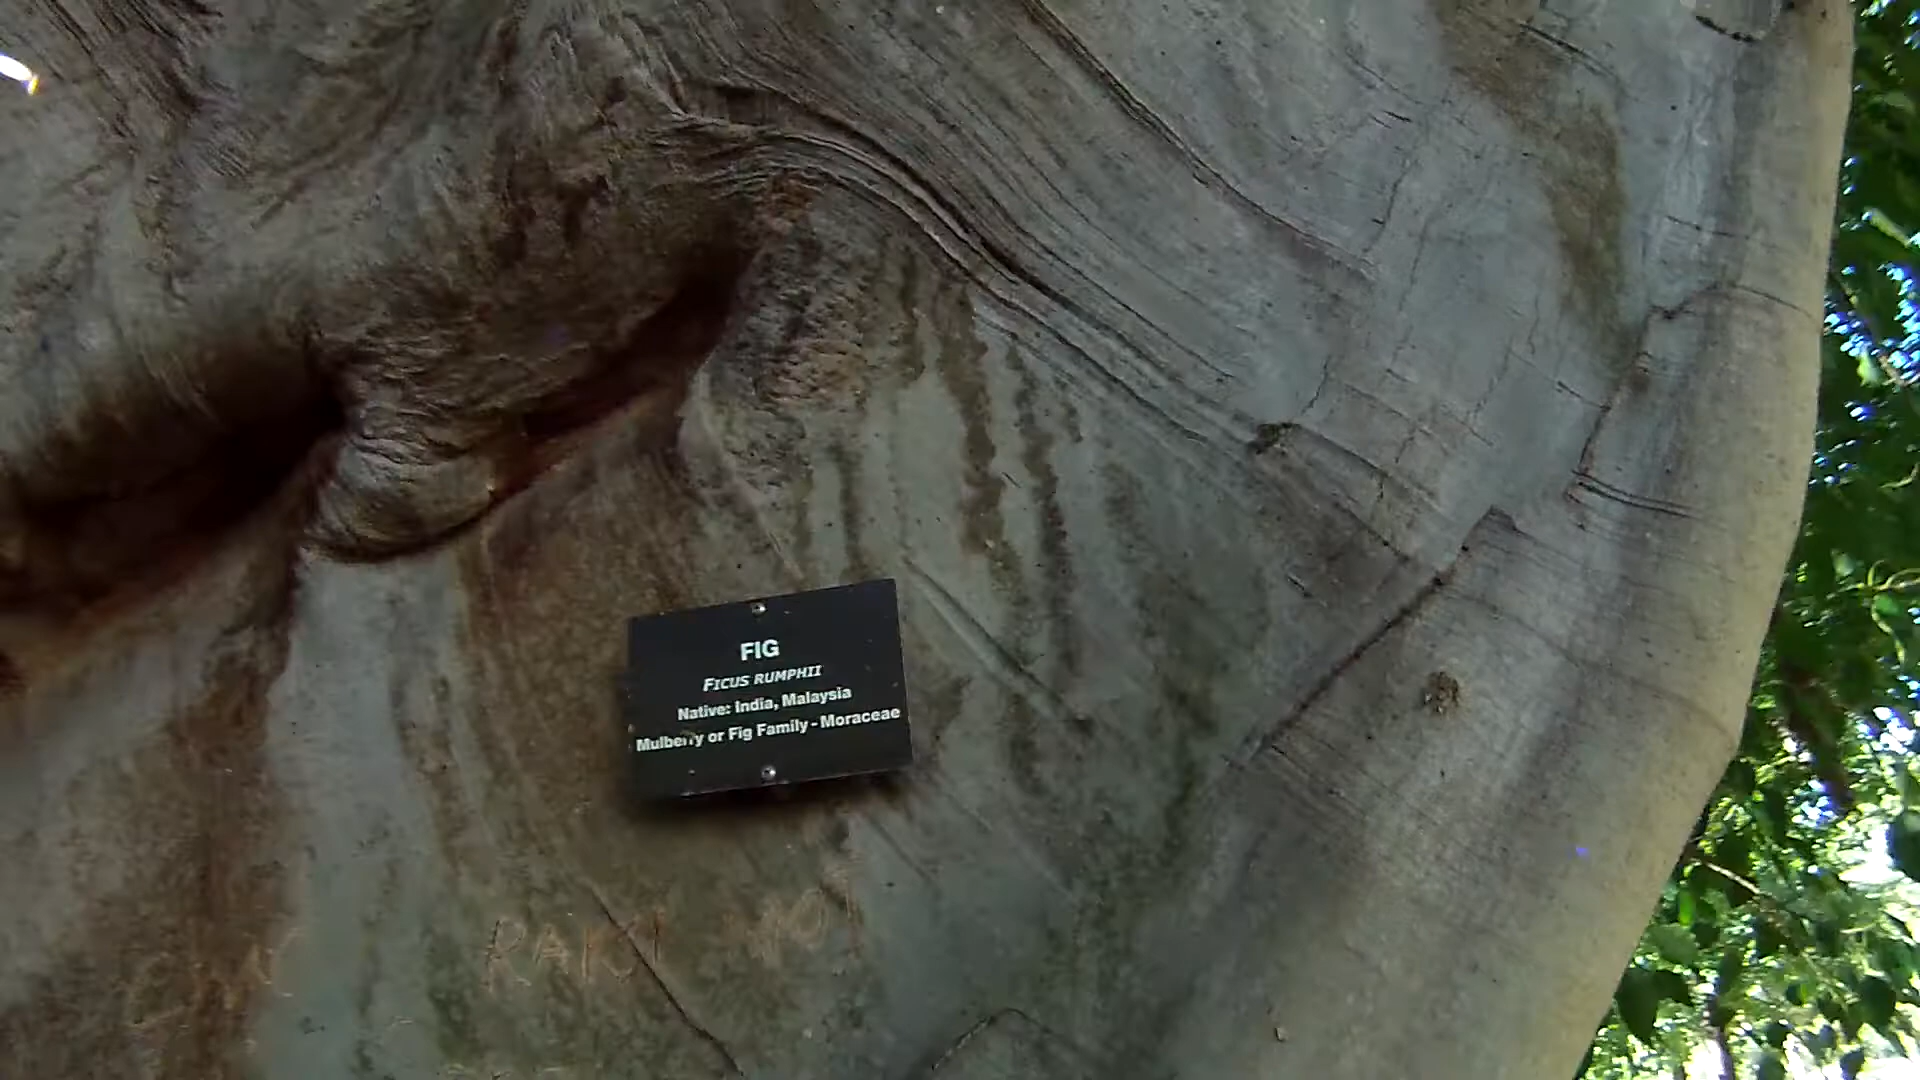 FIG
FICUS RUMPHII
Native: India, Malaysia
Mulberry or Fig Family - Moraceae